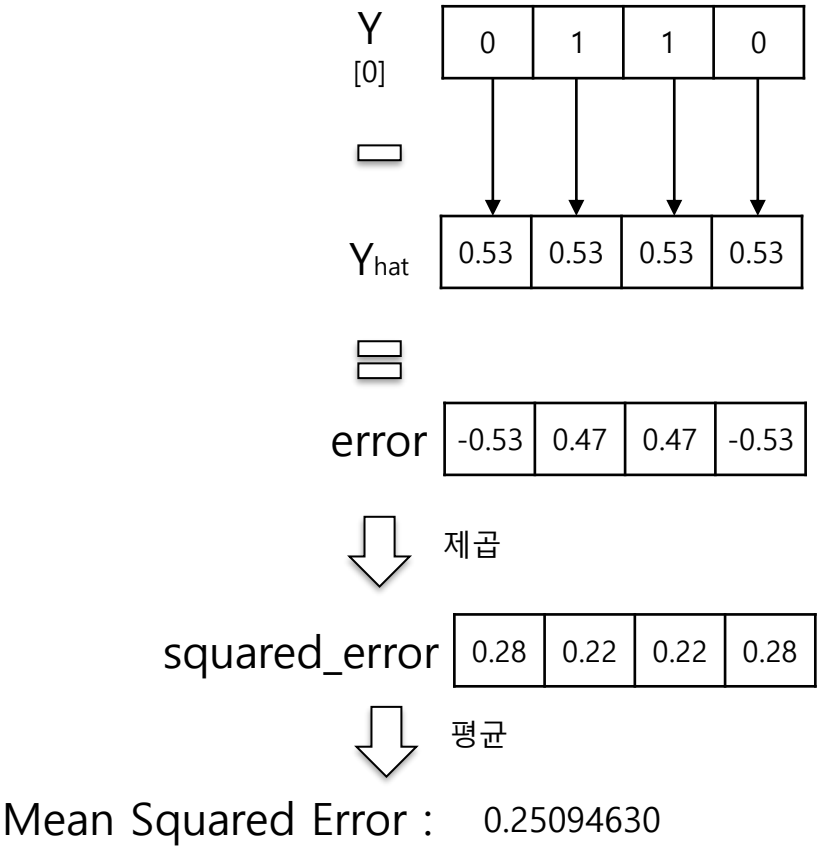 Y 0 1 1 0
[0]
Yhat 0.53 0.53 0.53 0.53
error -0.53 0.47 0.47 -0.53
제곱
squared_error 0.28 0.22 0.22 0.28
평균
Mean Squared Error : 0.25094630